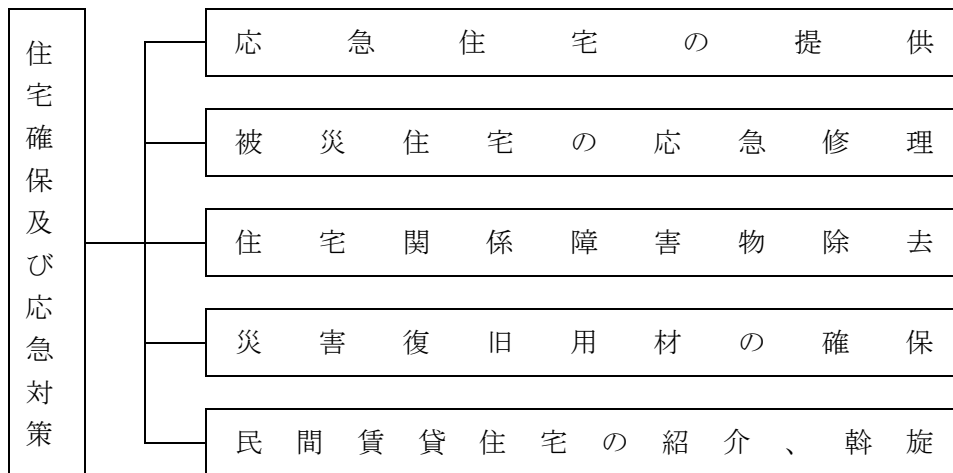 住宅確保及び応急対策
応急住宅の提供
被災住宅の応急修理
住宅関係障害物除去
災害復旧用材の確保
民間賃貸住宅の紹介、斡旋